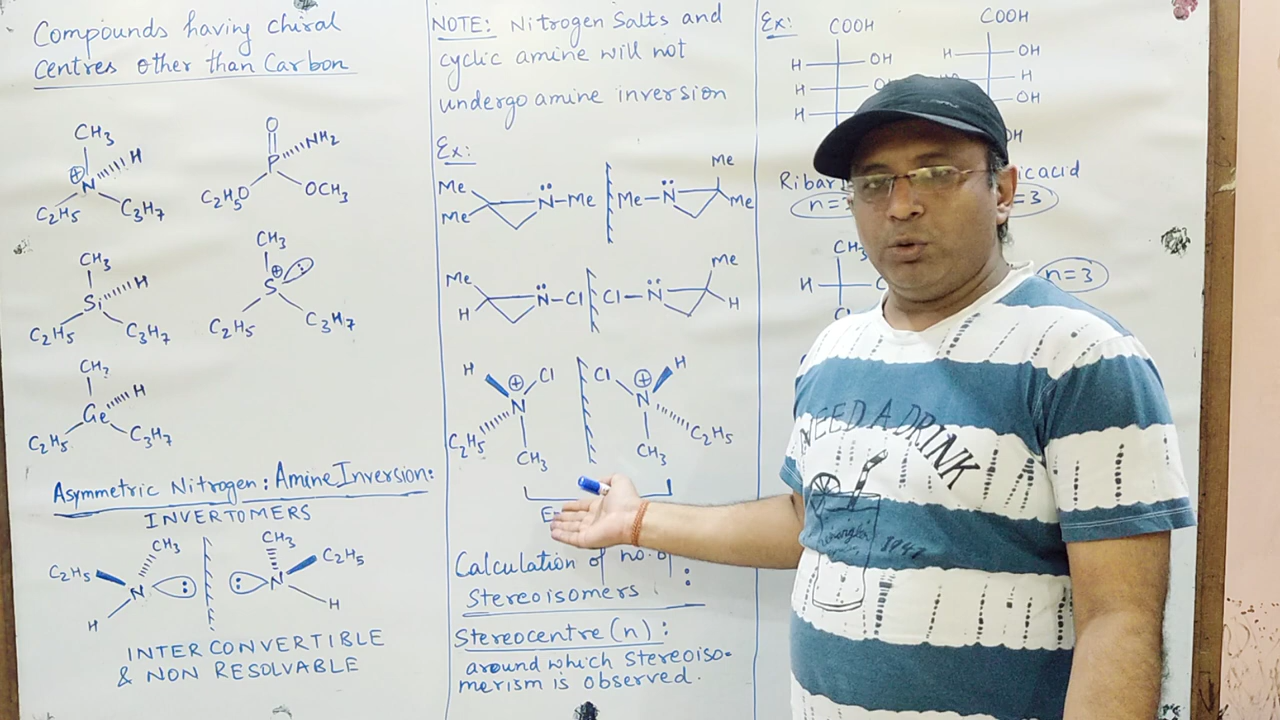 Compounds having chiral
centres other than Carbon
CH3
⊕
N
H
C2H5
C3H7
O
P
NH2
C2H5O
OCH3
CH3
Si
H
C2H5
C3H7
CH3
⊕
S
:
C2H5
C3H7
CH3
Ge
H
C2H5
C3H7
Asymmetric Nitrogen: Amine Inversion:
INVERTOMERS
CH3
C2H5
N
:
H
CH3
C2H5
: N
H
INTERCONVERTIBLE
& NON RESOLVABLE
NOTE: Nitrogen Salts and
cyclic amine will not
undergo amine inversion
Ex:
Me
Me
N̈-Me
Me-N̈
Me
Me
Me
H
N̈-Cl
Cl-N̈
Me
H
H
⊕
Cl
N
C2H5
CH3
Cl
⊕
H
N
C2H5
CH3
Calculation of no. of
Stereoisomers :
Stereocentre (n):
around which Stereoiso-
merism is observed.
Ex:
COOH
H OH
H
H
COOH
H OH
H
OH
n=3
CH3
H
n=3
NEED A DRINK
1947